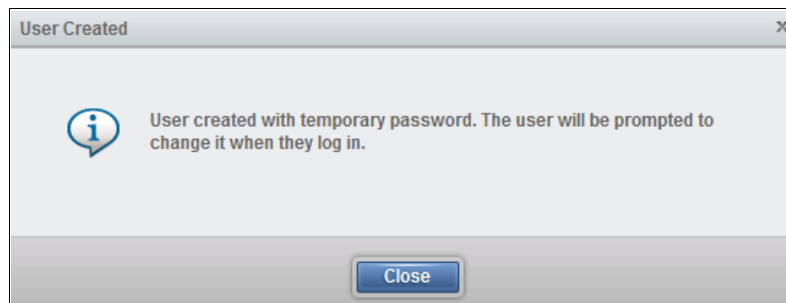 User Created
x
User created with temporary password. The user will be prompted to
change it when they log in.
Close